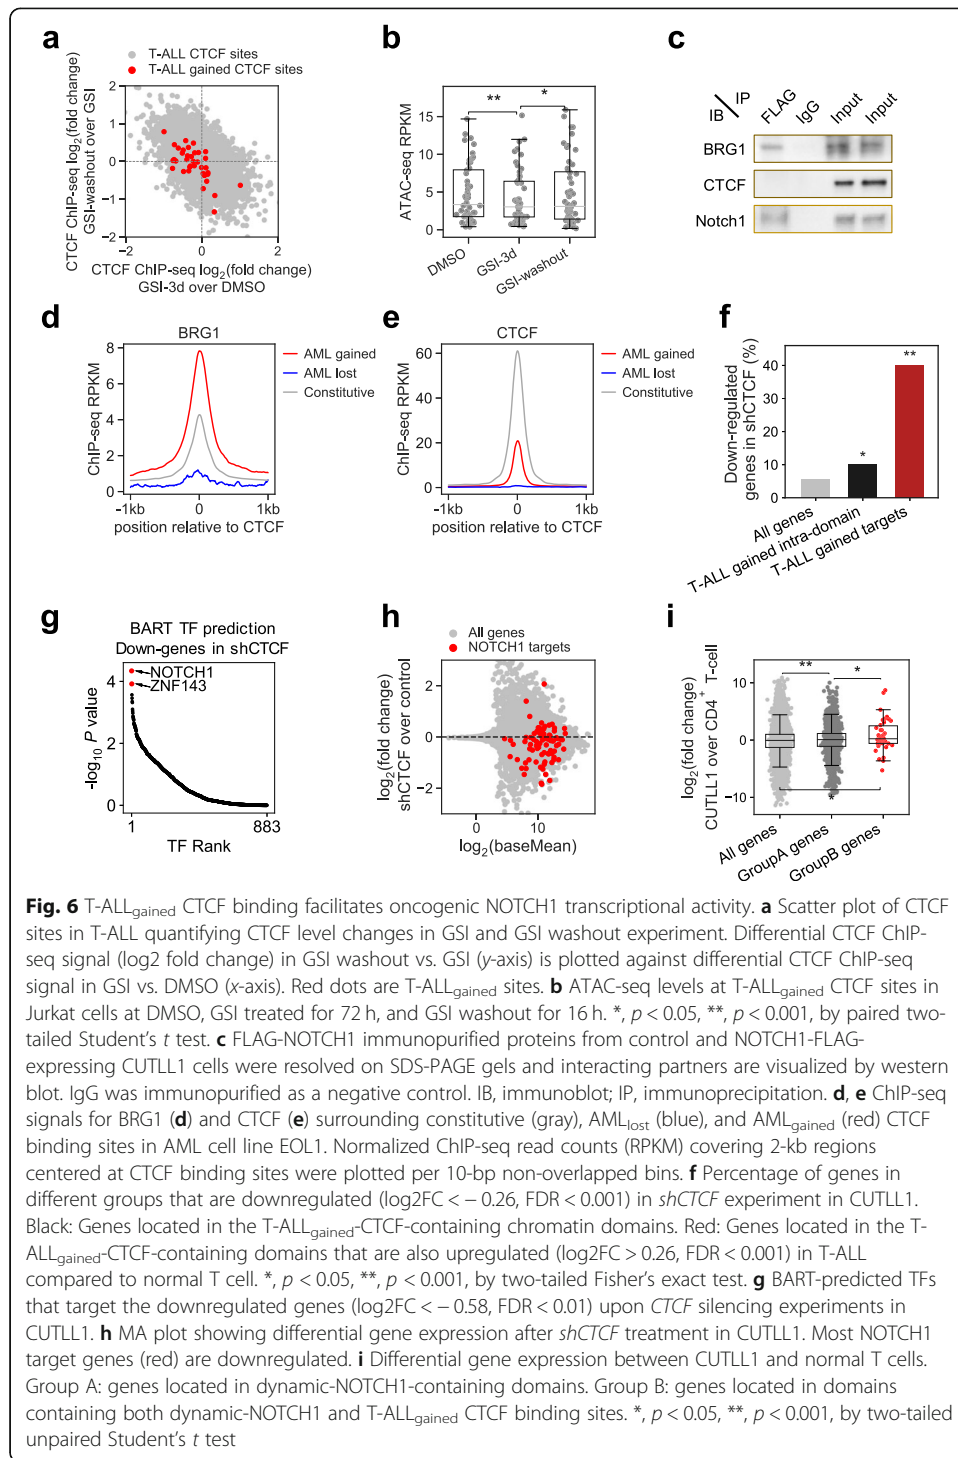 a
T-ALL CTCF sites
T-ALL gained CTCF sites
CTCF ChIP-seq log2(fold change)
GSI-washout over GSI
2
1
0
−1
−2
−2
0
2
CTCF ChIP-seq log2(fold change)
GSI-3d over DMSO
b
ATAC-seq RPKM
15
10
5
0
**
*
DMSO
GSI-3d
GSI-washout
c
IB
IP
FLAG
IgG
Input
Input
BRG1
CTCF
Notch1
d
BRG1
ChIP-seq RPKM
8
6
4
2
0
-1kb
0
1kb
position relative to CTCF
AML gained
AML lost
Constitutive
e
CTCF
ChIP-seq RPKM
60
40
20
0
-1kb
0
1kb
position relative to CTCF
AML gained
AML lost
Constitutive
f
Down-regulated
genes in shCTCF (%)
40
30
20
10
0
*
**
All genes
T-ALL gained intra-domain
T-ALL gained targets
g
BART TF prediction
Down-genes in shCTCF
NOTCH1
ZNF143
-log10 P value
4
2
0
1
883
TF Rank
h
All genes
NOTCH1 targets
log2(fold change)
shCTCF over control
2
0
−2
0
10
log2(baseMean)
i
log2(fold change)
CUTLL1 over CD4+ T-cell
10
0
−10
**
*
*
All genes
GroupA genes
GroupB genes
Fig. 6 T-ALLgained CTCF binding facilitates oncogenic NOTCH1 transcriptional activity. a Scatter plot of CTCF
sites in T-ALL quantifying CTCF level changes in GSI and GSI washout experiment. Differential CTCF ChIP-
seq signal (log2 fold change) in GSI washout vs. GSI (y-axis) is plotted against differential CTCF ChIP-seq
signal in GSI vs. DMSO (x-axis). Red dots are T-ALLgained sites. b ATAC-seq levels at T-ALLgained CTCF sites in
Jurkat cells at DMSO, GSI treated for 72 h, and GSI washout for 16 h. *, p < 0.05, **, p < 0.001, by paired two-
tailed Student's t test. c FLAG-NOTCH1 immunopurified proteins from control and NOTCH1-FLAG-
expressing CUTLL1 cells were resolved on SDS-PAGE gels and interacting partners are visualized by western
blot. IgG was immunopurified as a negative control. IB, immunoblot; IP, immunoprecipitation. d, e ChIP-seq
signals for BRG1 (d) and CTCF (e) surrounding constitutive (gray), AMLlost (blue), and AMLgained (red) CTCF
binding sites in AML cell line EOL1. Normalized ChIP-seq read counts (RPKM) covering 2-kb regions
centered at CTCF binding sites were plotted per 10-bp non-overlapped bins. f Percentage of genes in
different groups that are downregulated (log2FC < − 0.26, FDR < 0.001) in shCTCF experiment in CUTLL1.
Black: Genes located in the T-ALLgained-CTCF-containing chromatin domains. Red: Genes located in the T-
ALLgained-CTCF-containing domains that are also upregulated (log2FC > 0.26, FDR < 0.001) in T-ALL
compared to normal T cell. *, p < 0.05, **, p < 0.001, by two-tailed Fisher's exact test. g BART-predicted TFs
that target the downregulated genes (log2FC < − 0.58, FDR < 0.01) upon CTCF silencing experiments in
CUTLL1. h MA plot showing differential gene expression after shCTCF treatment in CUTLL1. Most NOTCH1
target genes (red) are downregulated. i Differential gene expression between CUTLL1 and normal T cells.
Group A: genes located in dynamic-NOTCH1-containing domains. Group B: genes located in domains
containing both dynamic-NOTCH1 and T-ALLgained CTCF binding sites. *, p < 0.05, **, p < 0.001, by two-tailed
unpaired Student's t test